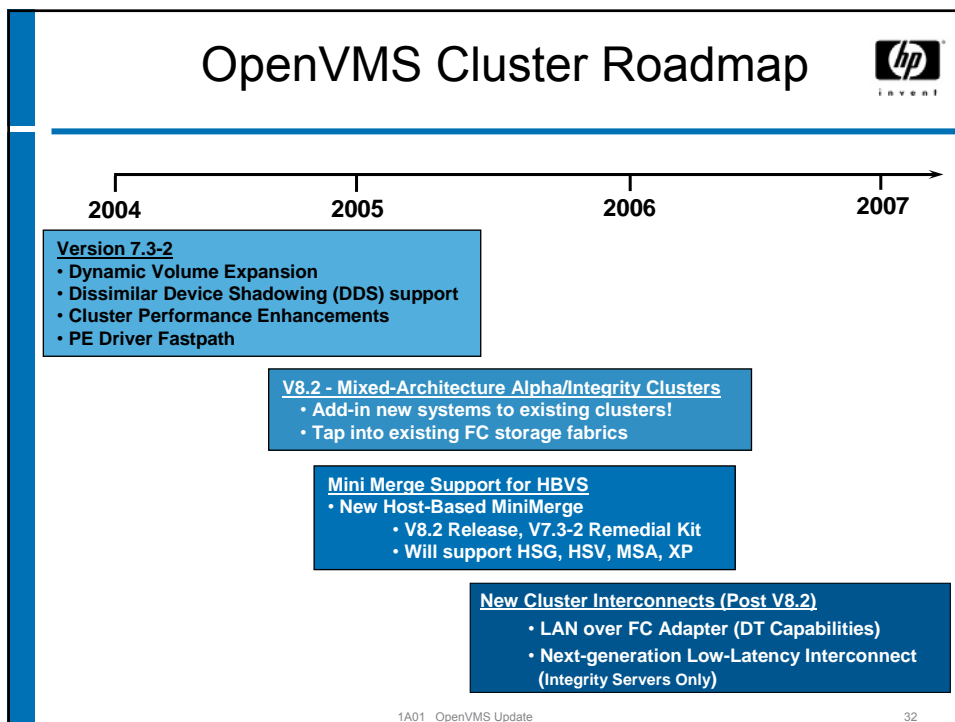 OpenVMS Cluster Roadmap
hp
invent
2004 2005 2006 2007
Version 7.3-2
• Dynamic Volume Expansion
• Dissimilar Device Shadowing (DDS) support
• Cluster Performance Enhancements
• PE Driver Fastpath
V8.2 - Mixed-Architecture Alpha/Integrity Clusters
• Add-in new systems to existing clusters!
• Tap into existing FC storage fabrics
Mini Merge Support for HBVS
• New Host-Based MiniMerge
• V8.2 Release, V7.3-2 Remedial Kit
• Will support HSG, HSV, MSA, XP
New Cluster Interconnects (Post V8.2)
• LAN over FC Adapter (DT Capabilities)
• Next-generation Low-Latency Interconnect
(Integrity Servers Only)
1A01 OpenVMS Update 32